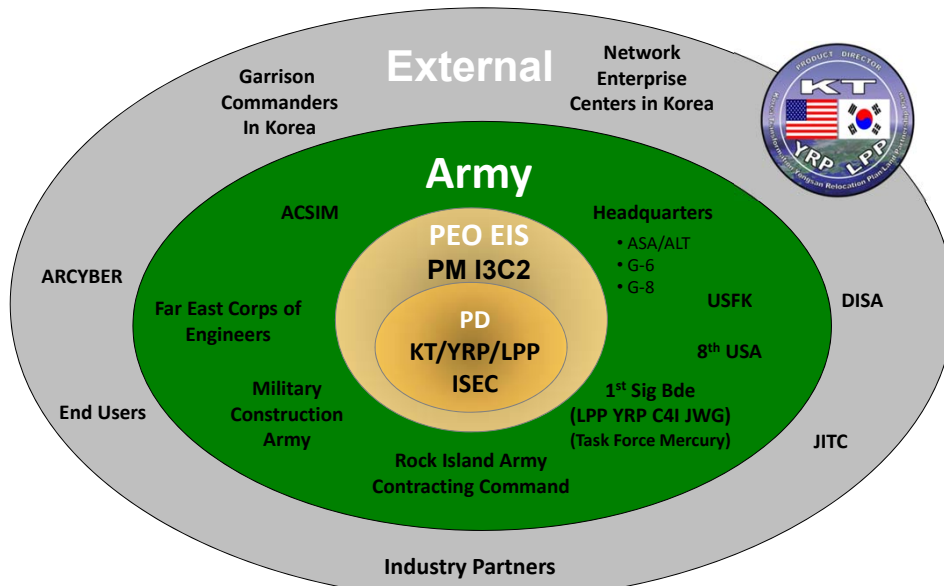 External
Garrison
Commanders
In Korea
Network
Enterprise
Centers in Korea
PRODUCT DIRECTOR
KT
YRP LPP
Army
ACSIM
Headquarters
• ASA/ALT
• G-6
• G-8
PEO EIS
PM I3C2
ARCYBER
USFK
DISA
Far East Corps of
Engineers
PD
KT/YRP/LPP
ISEC
8th USA
Military
Construction
Army
1st Sig Bde
(LPP YRP C4I JWG)
(Task Force Mercury)
End Users
JITC
Rock Island Army
Contracting Command
Industry Partners